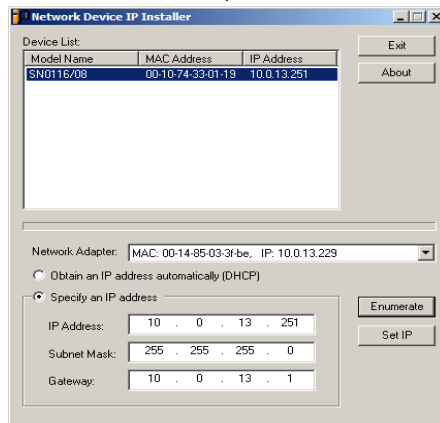 Network Device IP Installer
Device List:
Exit
Model Name MAC Address IP Address
SN0116/08 00-10-74-33-01-19 10.0.13.251
About
Network Adapter: MAC: 00-14-85-03-3f-be, IP: 10.0.13.229
Obtain an IP address automatically (DHCP)
Specify an IP address
Enumerate
IP Address: 10 . 0 . 13 . 251
Set IP
Subnet Mask: 255 . 255 . 255 . 0
Gateway: 10 . 0 . 13 . 1